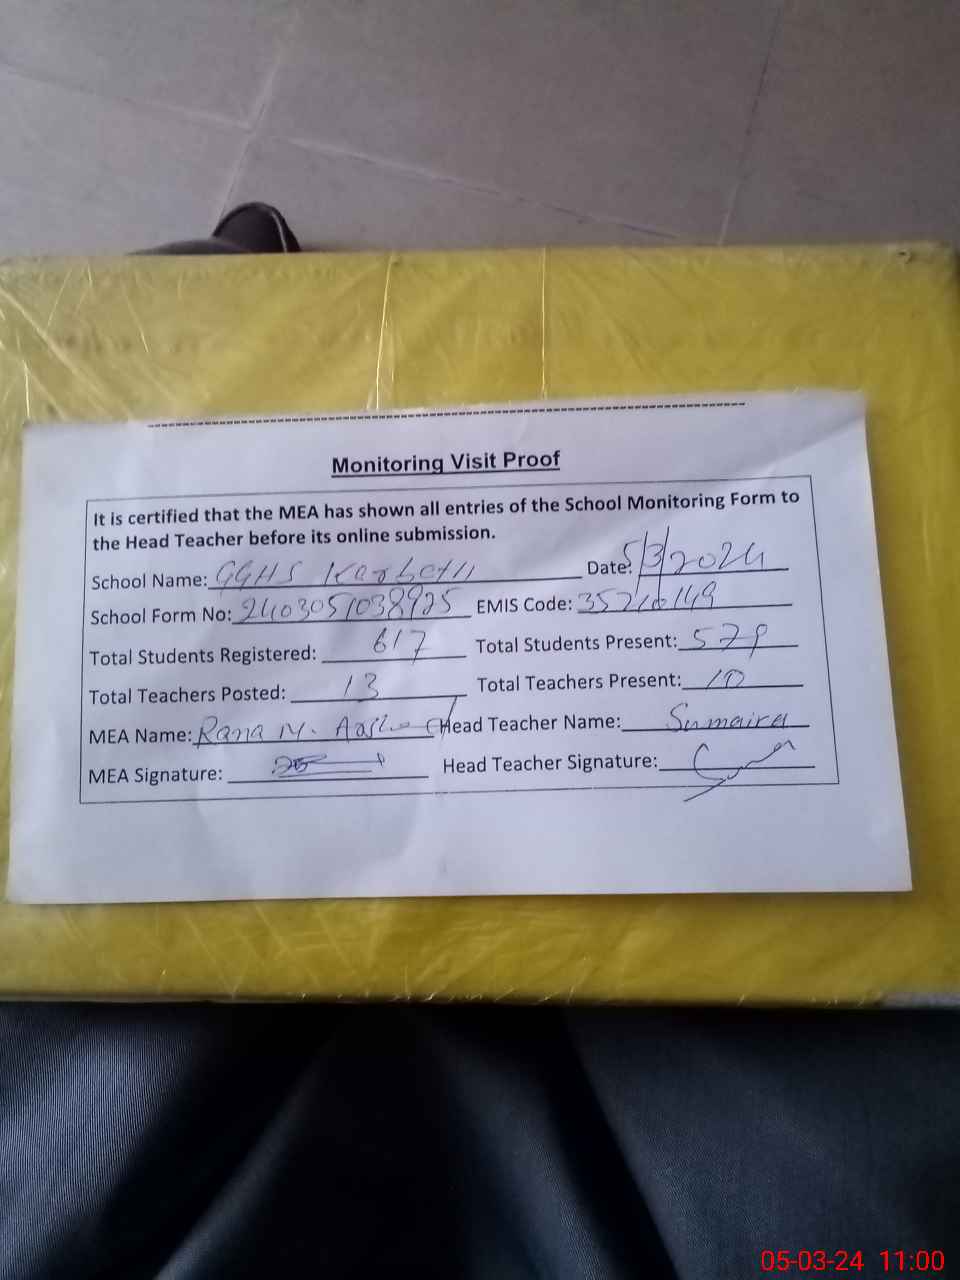 Monitoring Visit Proof
It is certified that the MEA has shown all entries of the School Monitoring Form to
the Head Teacher before its online submission.
School Name: GGHS Date: 5/3/2024
School Form No: 2403051038925 EMIS Code: 35210149
Total Students Registered: 617 Total Students Present: 579
Total Teachers Posted: 13 Total Teachers Present: 10
MEA Name: Rana M. Head Teacher Name: Sumaira
MEA Signature: Head Teacher Signature:
05-03-24 11:00